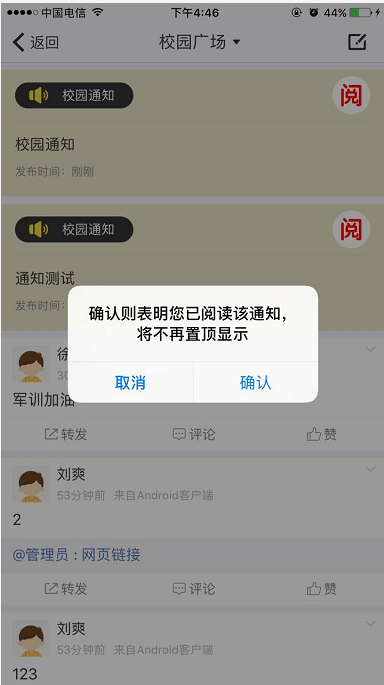 中国电信 下午4:46 44%
返回 校园广场
校园通知 阅
校园通知
发布时间：刚刚
校园通知 阅
通知测试
发布时间：
确认则表明您已阅读该通知，
将不再置顶显示
取消 确认
徐
30
军训加油
转发 评论 赞
刘爽
53分钟前 来自Android客户端
2
@管理员 : 网页链接
转发 评论 赞
刘爽
53分钟前 来自Android客户端
123